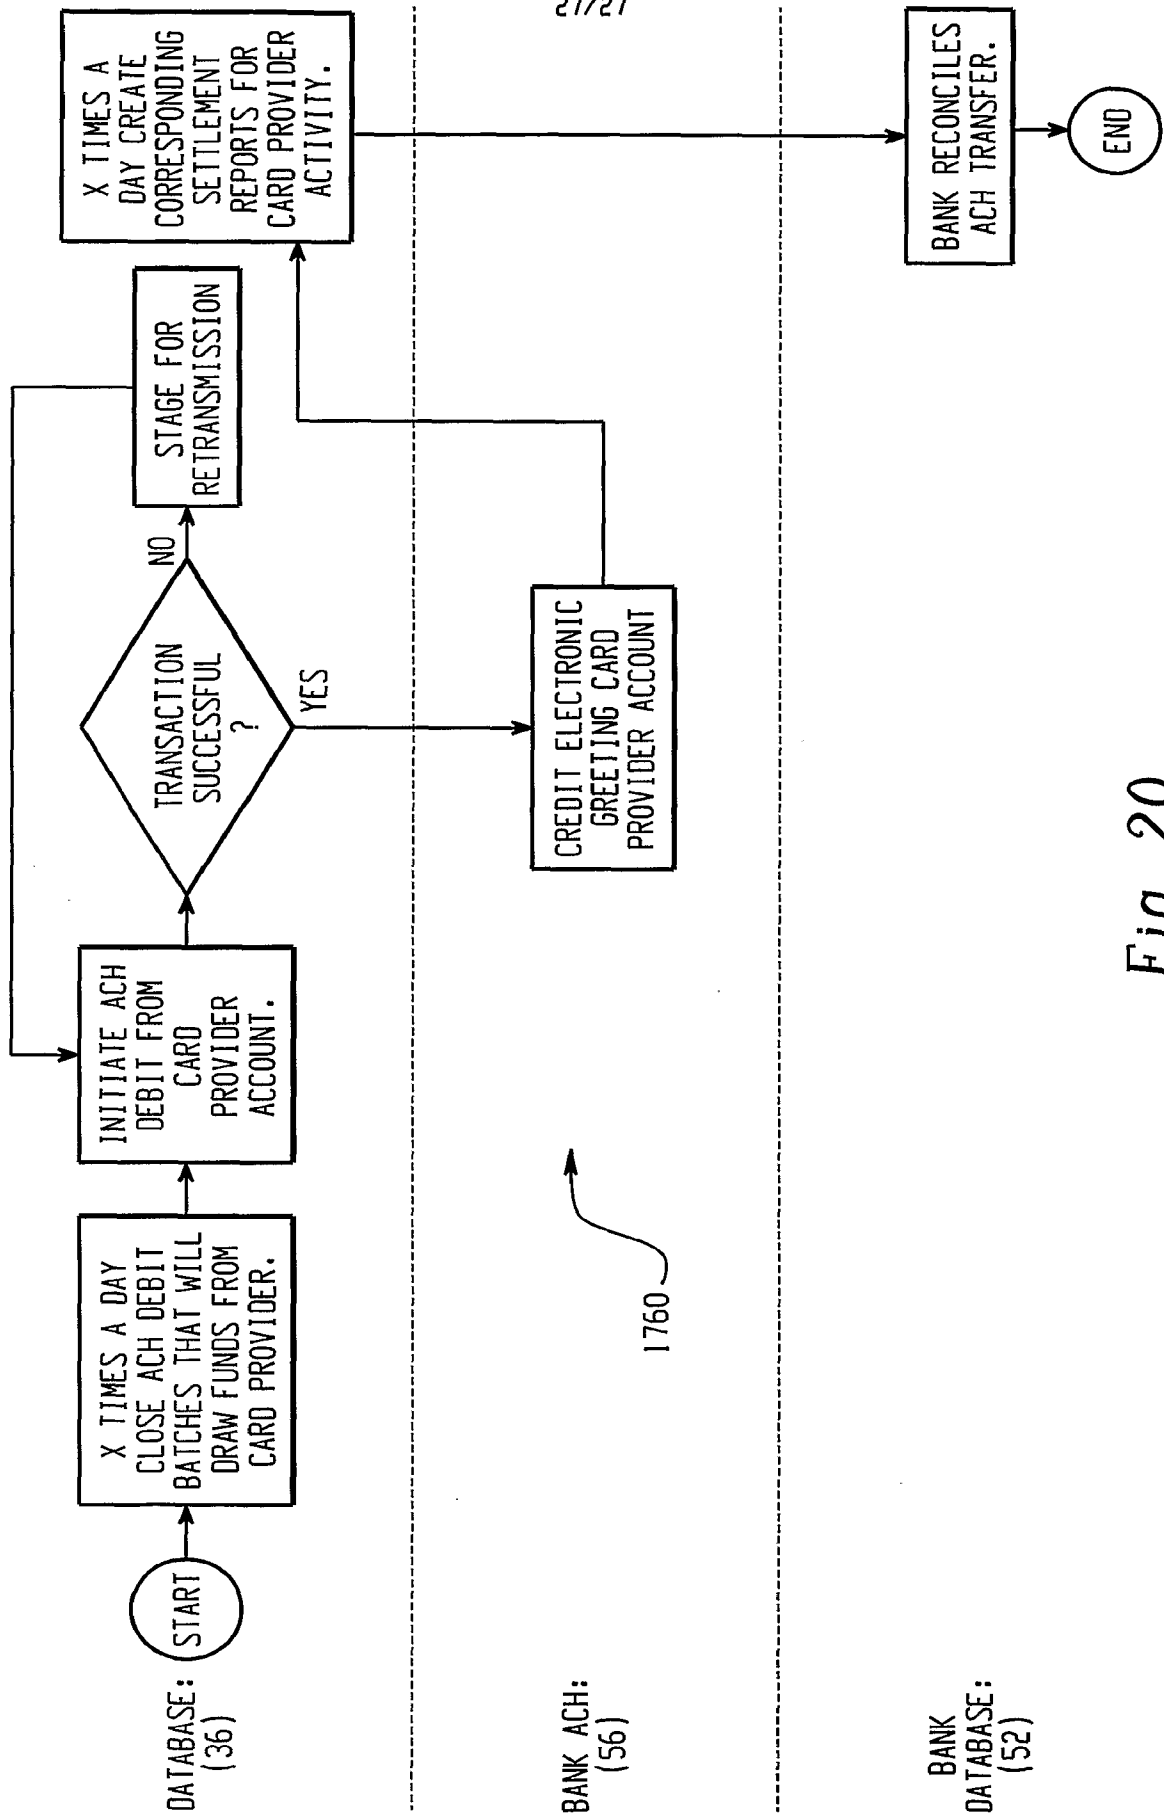 27/27
DATABASE:
(36)
START
X TIMES A DAY
CLOSE ACH DEBIT
BATCHES THAT WILL
DRAW FUNDS FROM
CARD PROVIDER.
INITIATE ACH
DEBIT FROM
CARD
PROVIDER
ACCOUNT.
TRANSACTION
SUCCESSFUL
?
NO
YES
STAGE FOR
RETRANSMISSION
X TIMES A
DAY CREATE
CORRESPONDING
SETTLEMENT
REPORTS FOR
CARD PROVIDER
ACTIVITY.
BANK ACH:
(56)
1760
CREDIT ELECTRONIC
GREETING CARD
PROVIDER ACCOUNT
BANK
DATABASE:
(52)
BANK RECONCILES
ACH TRANSFER.
END
Fig. 20